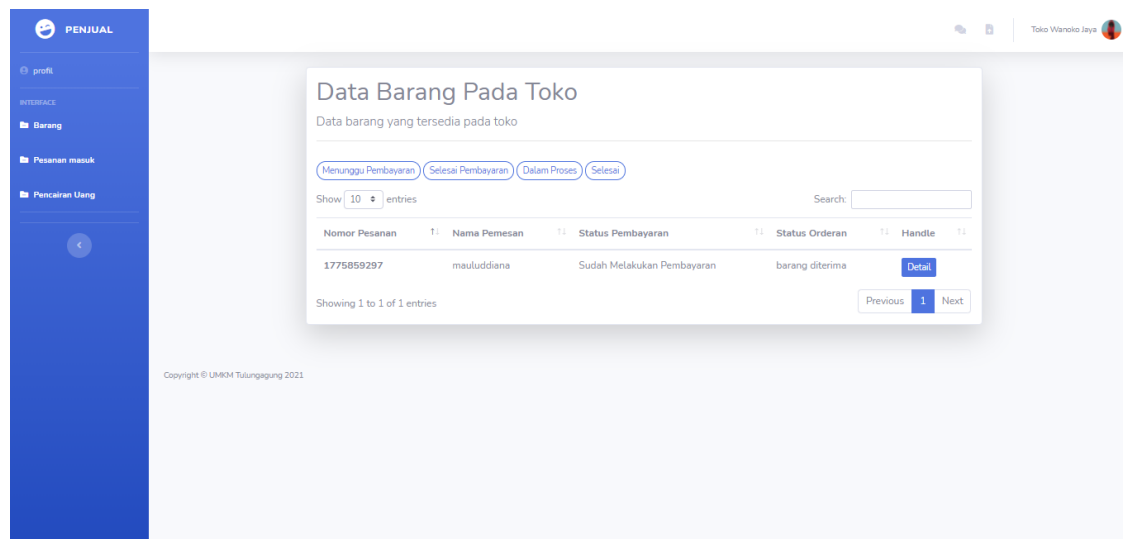 PENJUAL
Toko Wanoko Jaya
profil
INTERFACE
Barang
Pesanan masuk
Pencairan Uang
Data Barang Pada Toko
Data barang yang tersedia pada toko
Menunggu Pembayaran Selesai Pembayaran Dalam Proses Selesai
Show 10 entries Search:
Nomor Pesanan Nama Pemesan Status Pembayaran Status Orderan Handle
1775859297 mauluddiana Sudah Melakukan Pembayaran barang diterima Detail
Showing 1 to 1 of 1 entries Previous 1 Next
Copyright © UMKM Tulungagung 2021